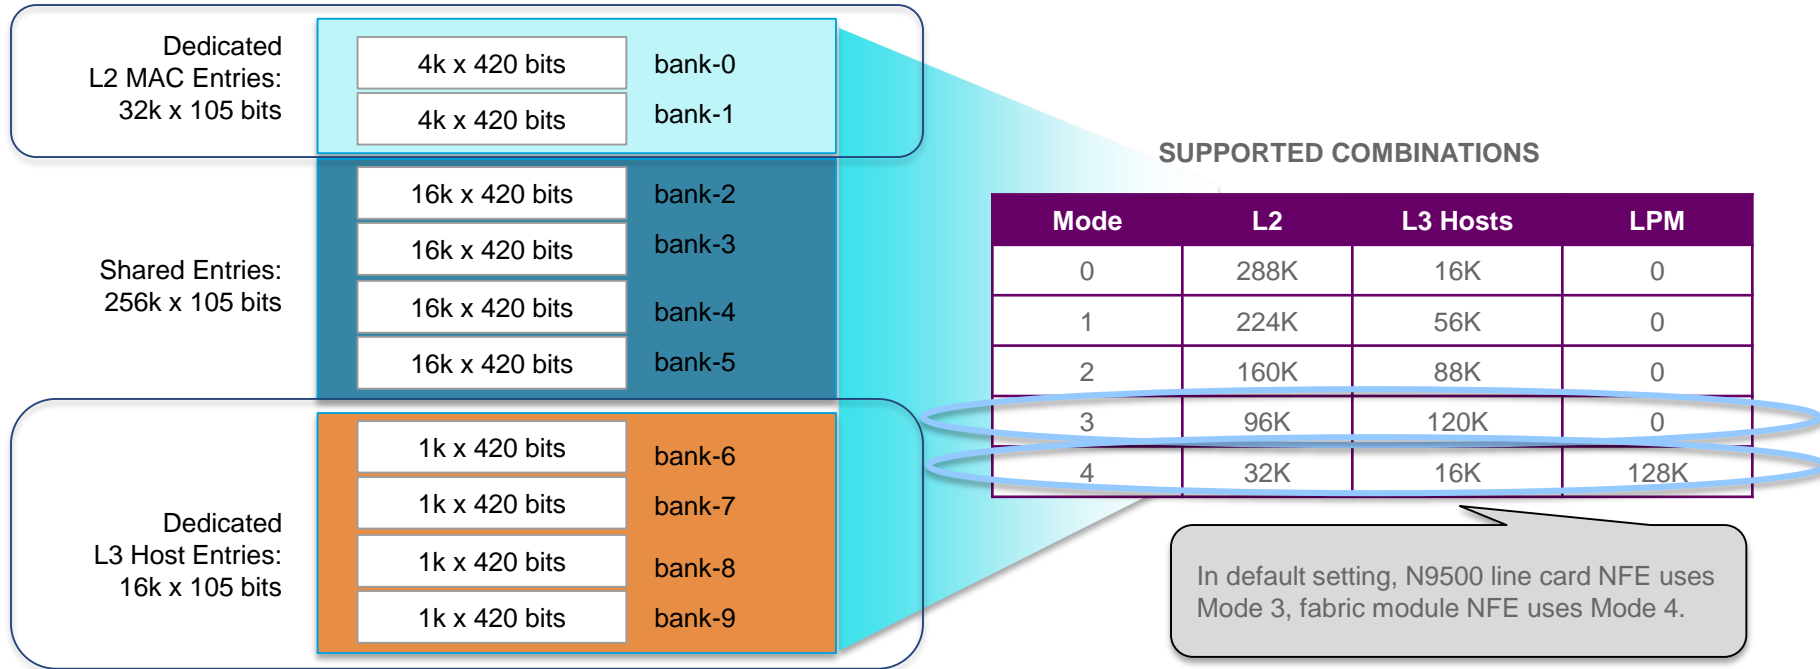 Dedicated
L2 MAC Entries:
32k x 105 bits
4k x 420 bits bank-0
4k x 420 bits bank-1
Shared Entries:
256k x 105 bits
16k x 420 bits bank-2
16k x 420 bits bank-3
16k x 420 bits bank-4
16k x 420 bits bank-5
Dedicated
L3 Host Entries:
16k x 105 bits
1k x 420 bits bank-6
1k x 420 bits bank-7
1k x 420 bits bank-8
1k x 420 bits bank-9
SUPPORTED COMBINATIONS
Mode L2 L3 Hosts LPM
0 288K 16K 0
1 224K 56K 0
2 160K 88K 0
3 96K 120K 0
4 32K 16K 128K
In default setting, N9500 line card NFE uses
Mode 3, fabric module NFE uses Mode 4.